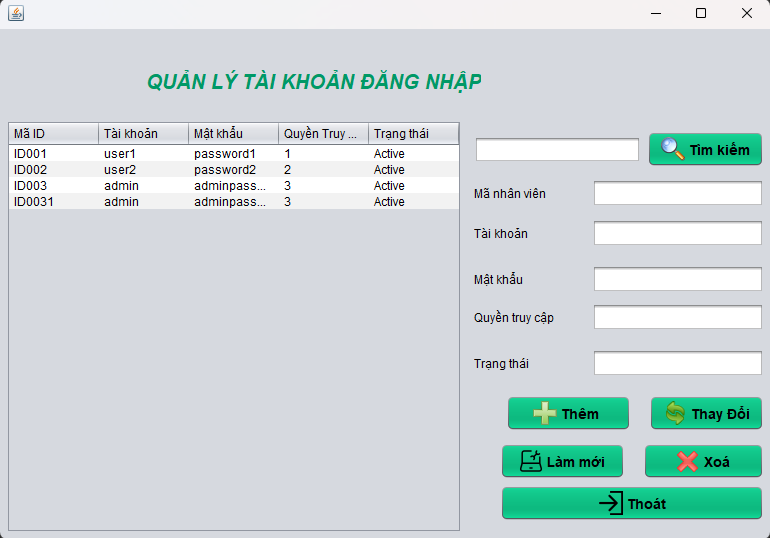 QUẢN LÝ TÀI KHOẢN ĐĂNG NHẬP
Mã ID Tài khoản Mật khẩu Quyền Truy ... Trạng thái
ID001 user1 password1 1 Active
ID002 user2 password2 2 Active
ID003 admin adminpass... 3 Active
ID0031 admin adminpass... 3 Active
Tìm kiếm
Mã nhân viên
Tài khoản
Mật khẩu
Quyền truy cập
Trạng thái
Thêm Thay Đổi
Làm mới Xoá
Thoát